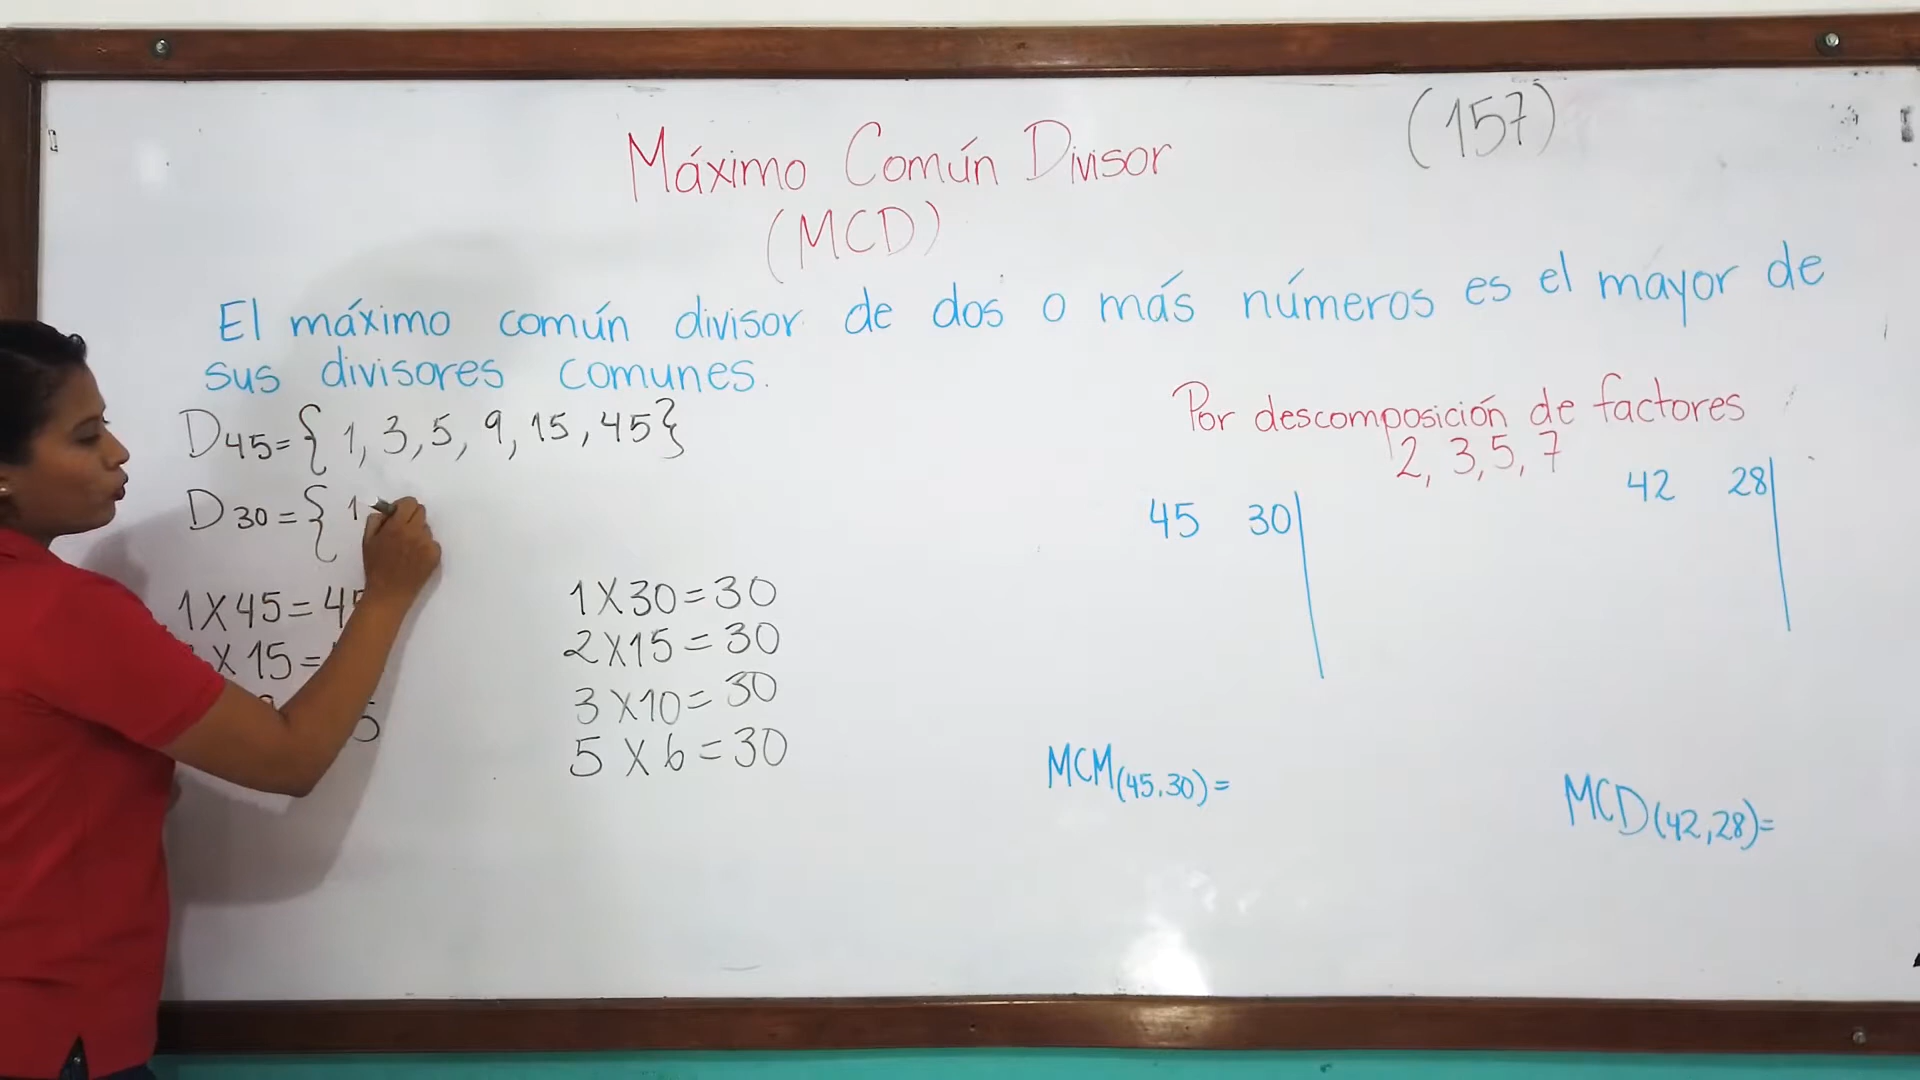 (157)
Máximo Común Divisor
(MCD)
El máximo común divisor de dos o más números es el mayor de
sus divisores comunes.
D45={1, 3, 5, 9, 15, 45}
D30={ 1
1X45=45
X 15=
5
1X30=30
2X15=30
3X10=30
5 X 6=30
Por descomposición de factores
2, 3, 5, 7
45 30
42 28
MCM(45,30)=
MCD(42,28)=